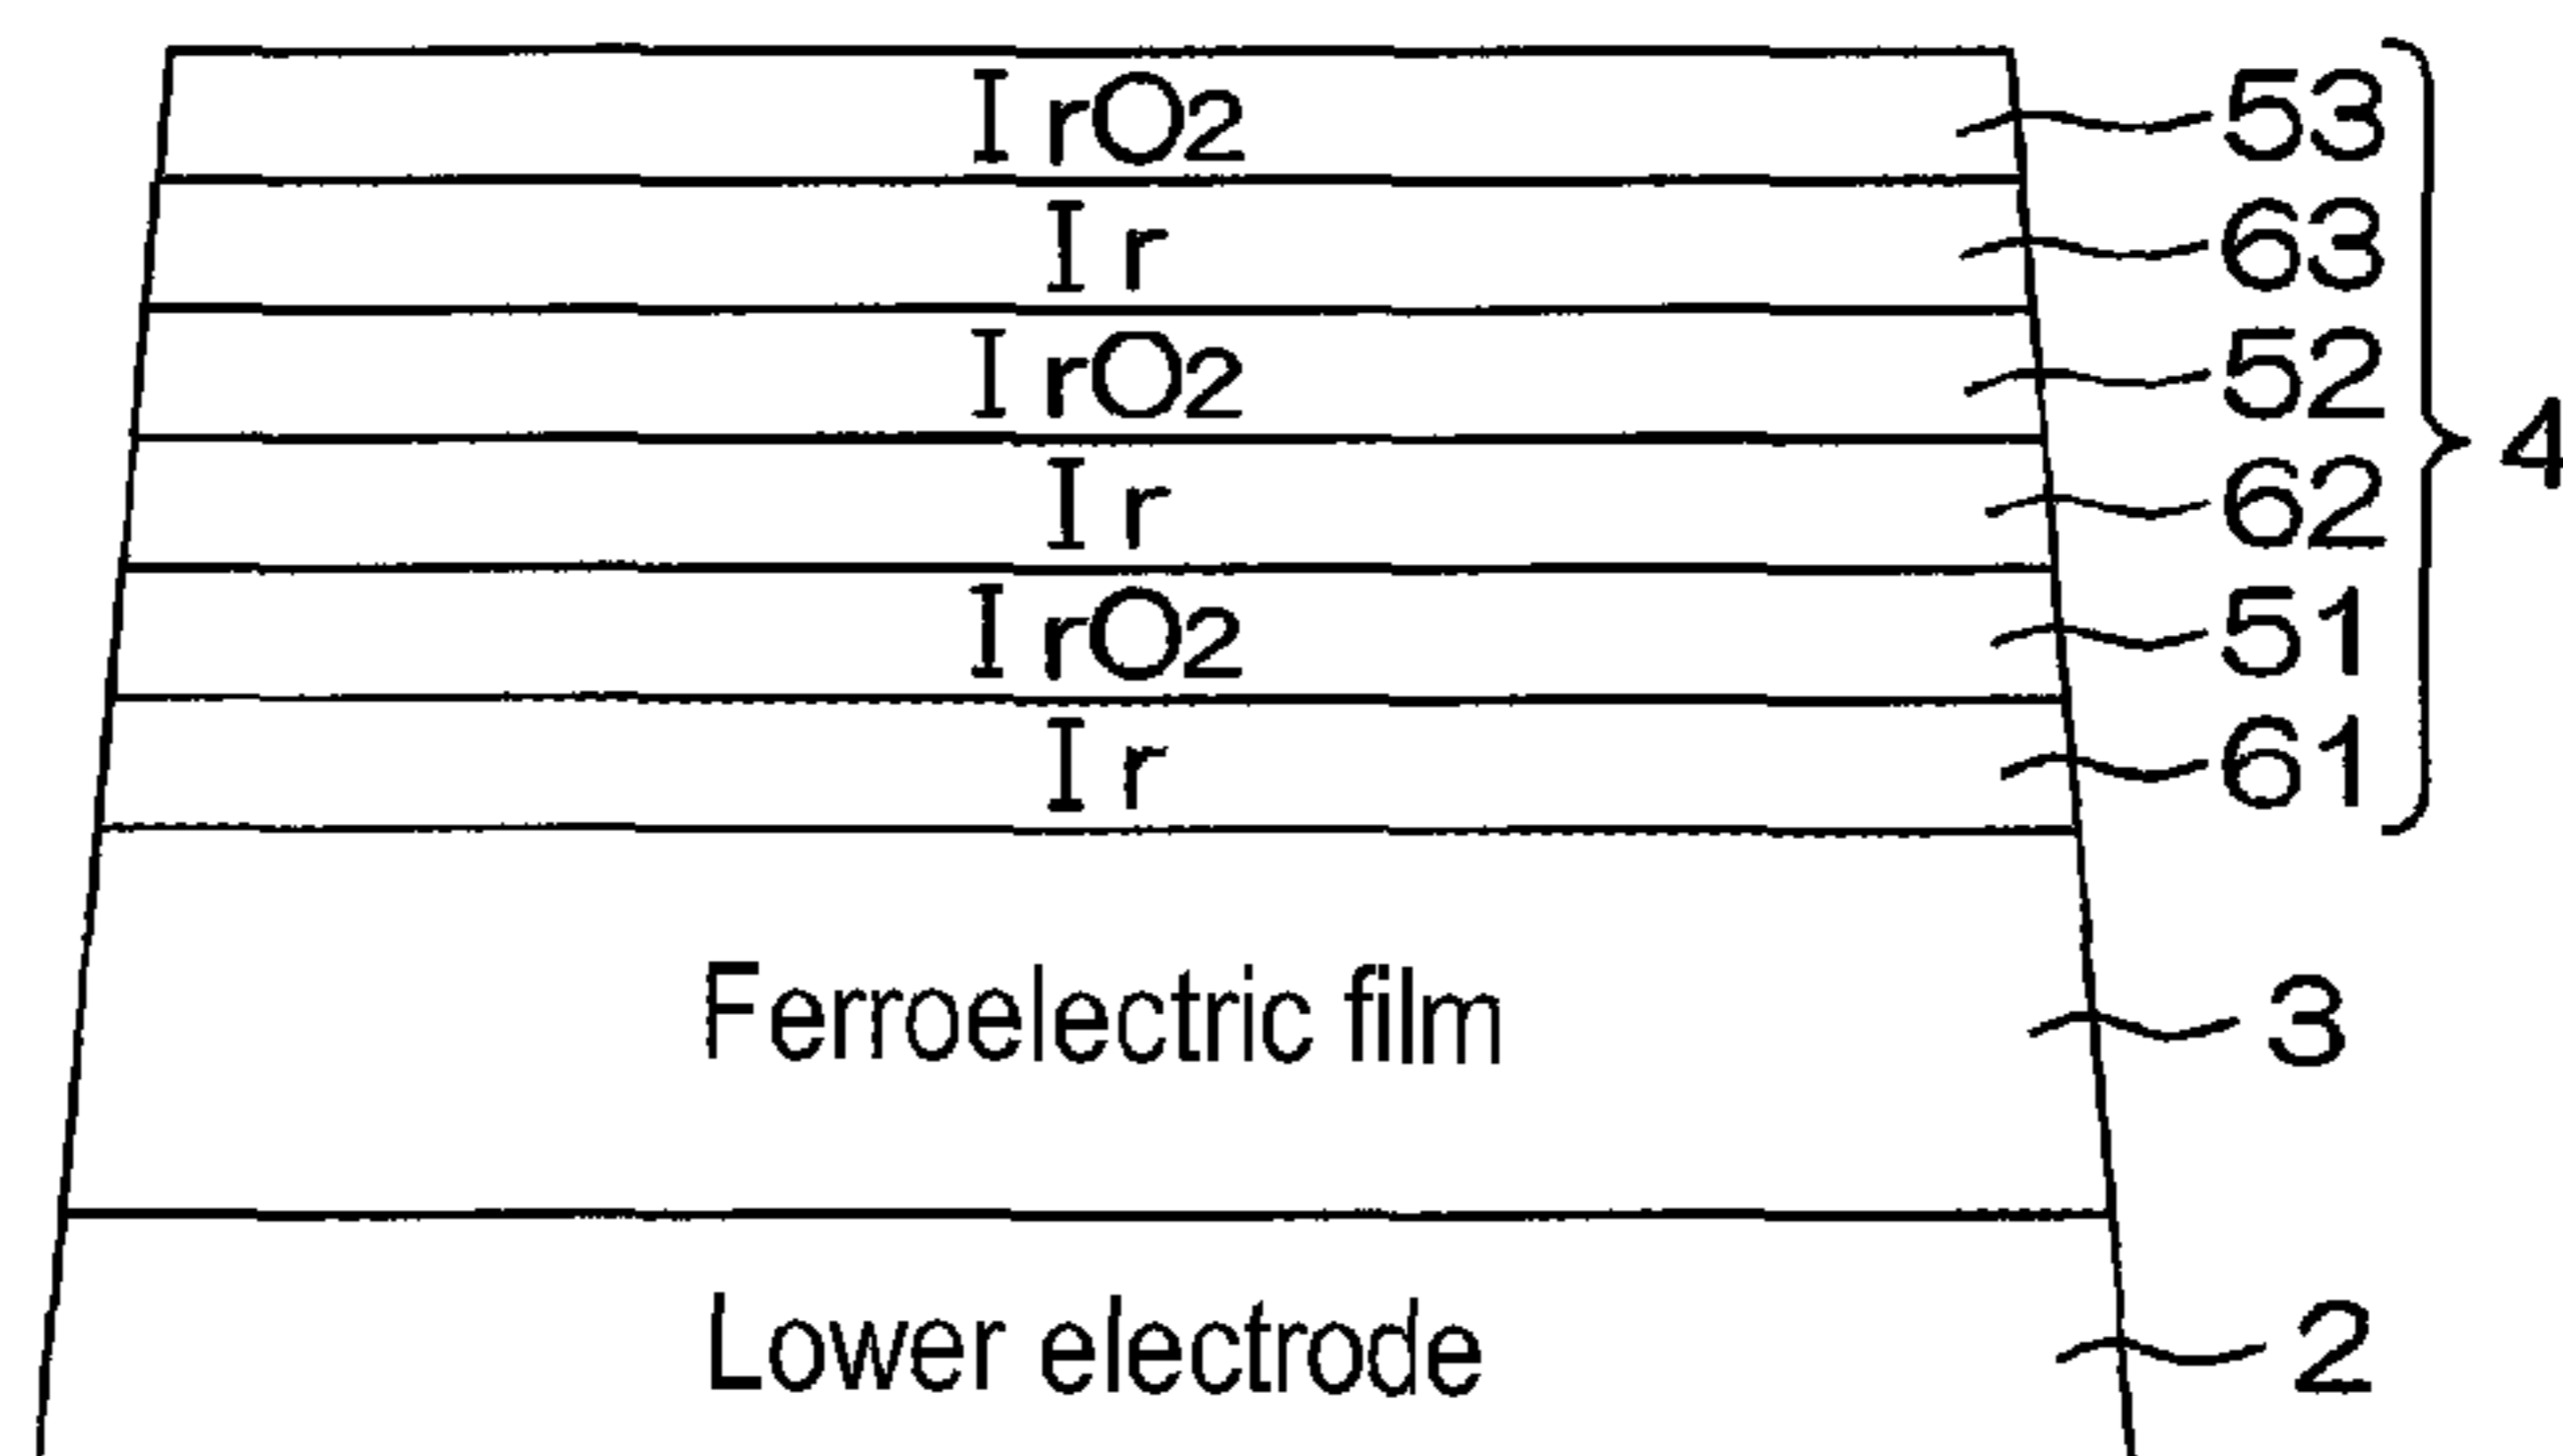 IrO2 53
Ir 63
IrO2 52
4
Ir 62
IrO2 51
Ir 61
Ferroelectric film 3
Lower electrode 2